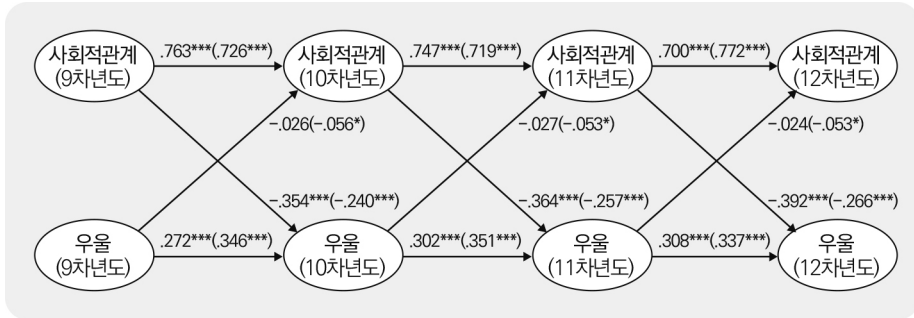 사회적관계
(9차년도)
.763***(.726***)
사회적관계
(10차년도)
.747***(.719***)
사회적관계
(11차년도)
.700***(.772***)
사회적관계
(12차년도)
-.026(-.056*)
-.027(-.053*)
-.024(-.053*)
-.354***(-.240***)
-.364***(-.257***)
-.392***(-.266***)
우울
(9차년도)
.272***(.346***)
우울
(10차년도)
.302***(.351***)
우울
(11차년도)
.308***(.337***)
우울
(12차년도)